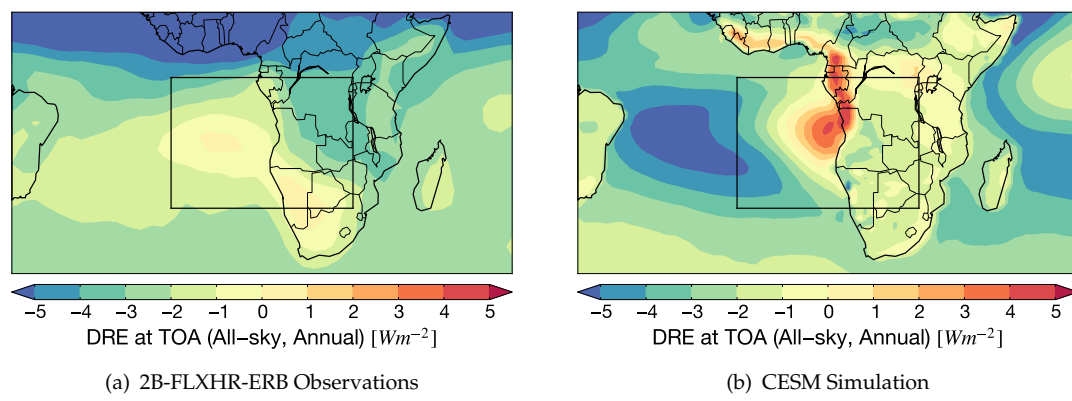 −5 −4 −3 −2 −1 0 1 2 3 4 5
DRE at TOA (All−sky, Annual) [Wm⁻²]
(a) 2B-FLXHR-ERB Observations
−5 −4 −3 −2 −1 0 1 2 3 4 5
DRE at TOA (All−sky, Annual) [Wm⁻²]
(b) CESM Simulation